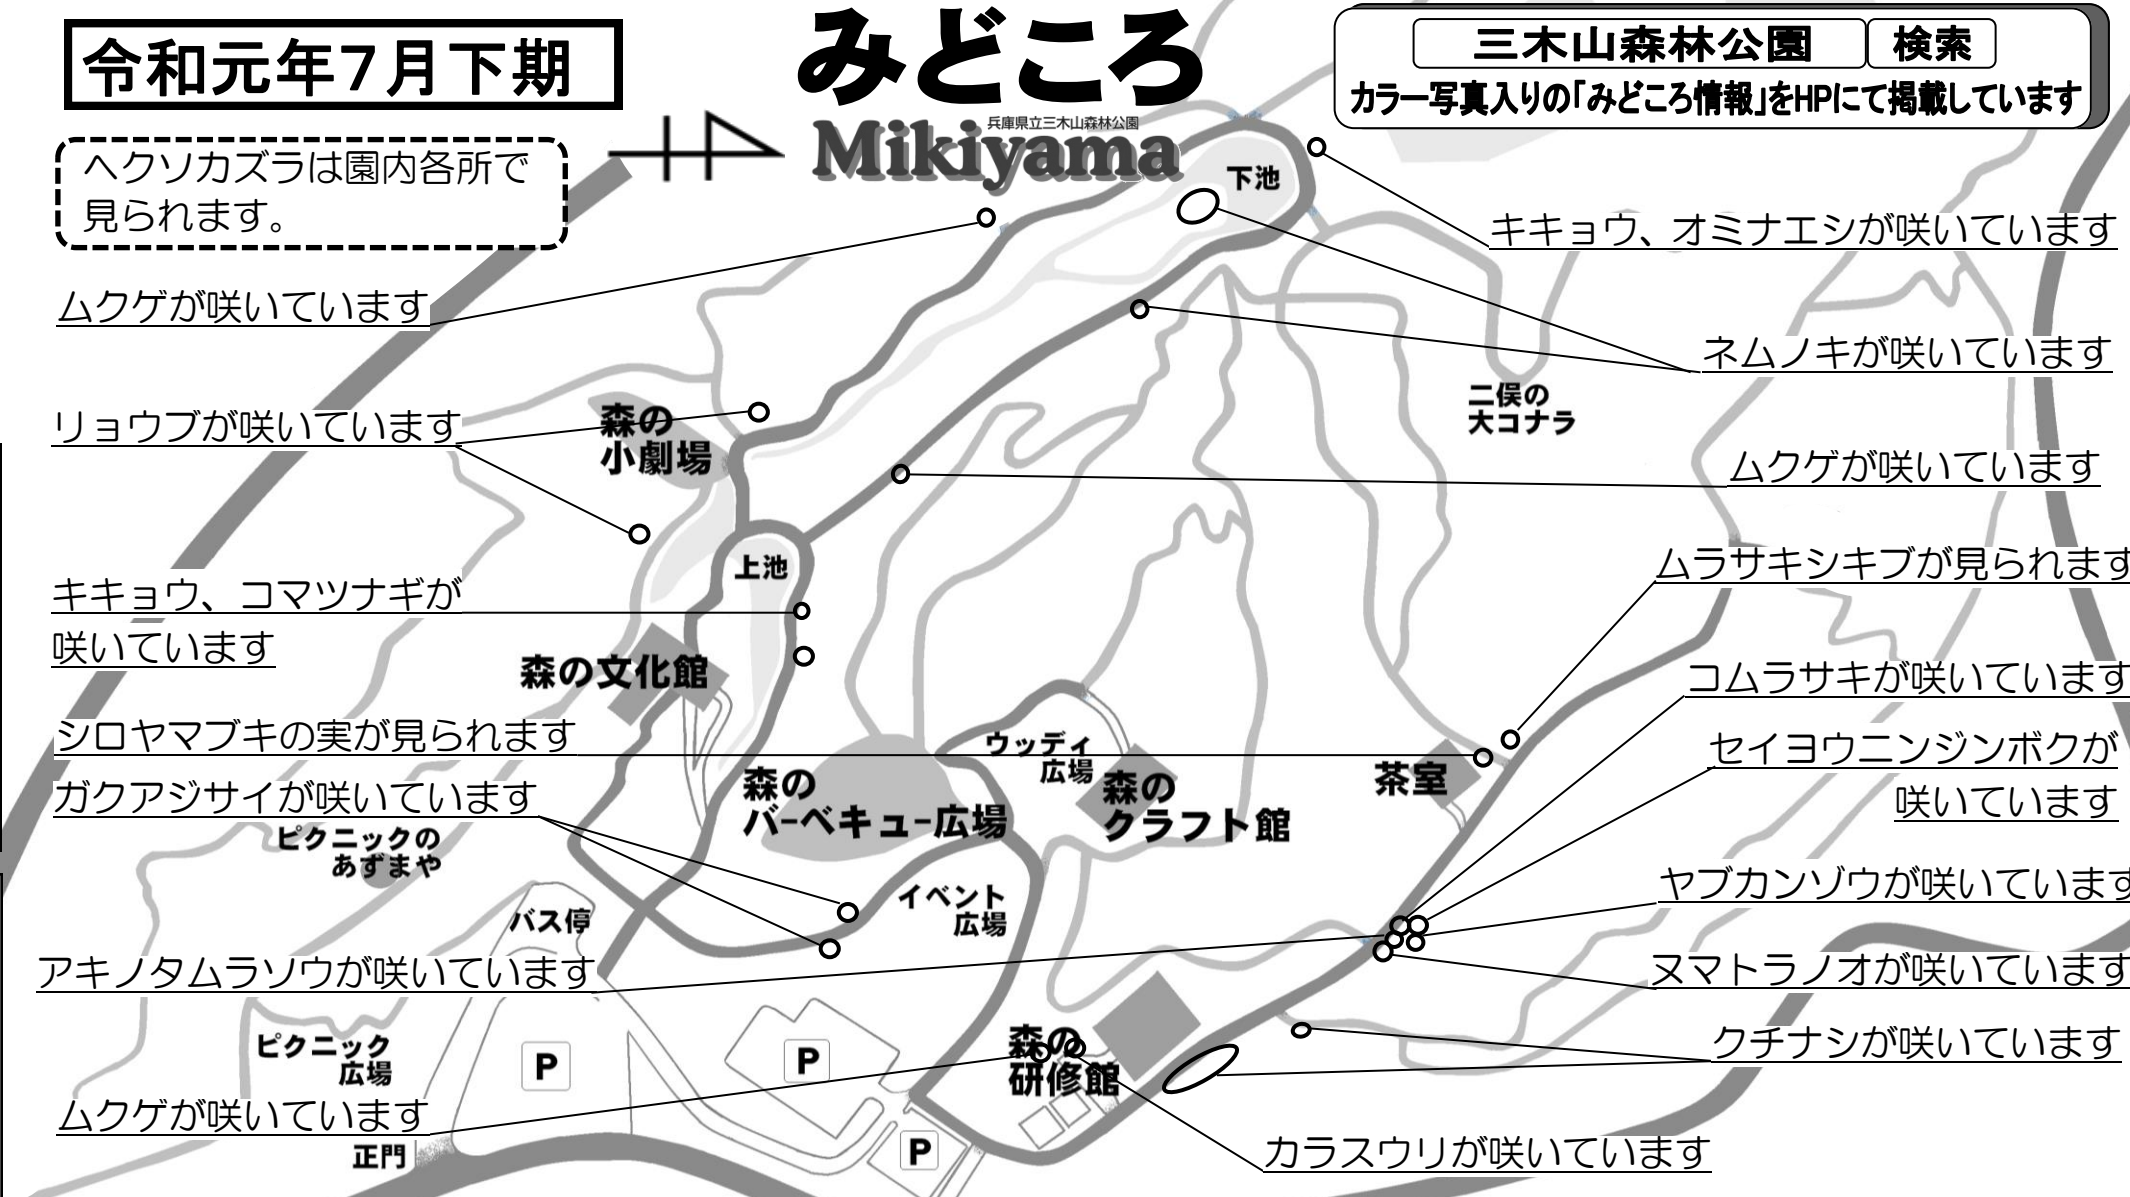 令和元年7月下期
みどころ
兵庫県立三木山森林公園
Mikiyama
三木山森林公園 検索
カラー写真入りの「みどころ情報」をHPにて掲載しています
ヘクソカズラは園内各所で
見られます。
ムクゲが咲いています
リョウブが咲いています
キキョウ、コマツナギが
咲いています
シロヤマブキの実が見られます
ガクアジサイが咲いています
アキノタムラソウが咲いています
ムクゲが咲いています
下池
森の
小劇場
上池
森の文化館
森の
バーベキュー広場
ウッディ
広場
森の
クラフト館
茶室
二俣の
大コナラ
ピクニックの
あずまや
バス停
イベント
広場
ピクニック
広場
P
P
P
正門
森の
研修館
キキョウ、オミナエシが咲いています
ネムノキが咲いています
ムクゲが咲いています
ムラサキシキブが見られます
コムラサキが咲いています
セイヨウニンジンボクが
咲いています
ヤブカンゾウが咲いています
ヌマトラノオが咲いています
クチナシが咲いています
カラスウリが咲いています